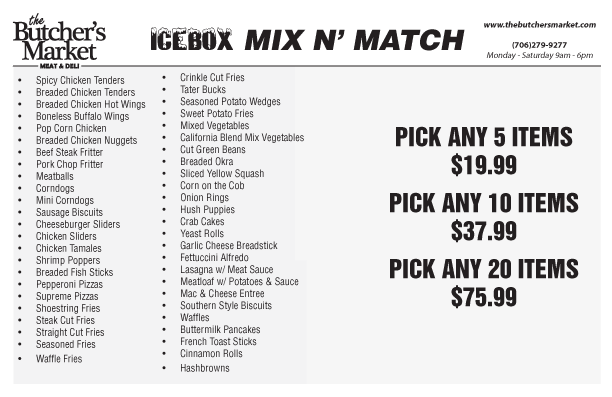 the
Butcher's
Market
MEAT & DELI
ICEBOX MIX N' MATCH
www.thebutchersmarket.com
(706)279-9277
Monday - Saturday 9am - 6pm
• Spicy Chicken Tenders
• Breaded Chicken Tenders
• Breaded Chicken Hot Wings
• Boneless Buffalo Wings
• Pop Corn Chicken
• Breaded Chicken Nuggets
• Beef Steak Fritter
• Pork Chop Fritter
• Meatballs
• Corndogs
• Mini Corndogs
• Sausage Biscuits
• Cheeseburger Sliders
• Chicken Sliders
• Chicken Tamales
• Shrimp Poppers
• Breaded Fish Sticks
• Pepperoni Pizzas
• Supreme Pizzas
• Shoestring Fries
• Steak Cut Fries
• Straight Cut Fries
• Seasoned Fries
• Waffle Fries
• Crinkle Cut Fries
• Tater Bucks
• Seasoned Potato Wedges
• Sweet Potato Fries
• Mixed Vegetables
• California Blend Mix Vegetables
• Cut Green Beans
• Breaded Okra
• Sliced Yellow Squash
• Corn on the Cob
• Onion Rings
• Hush Puppies
• Crab Cakes
• Yeast Rolls
• Garlic Cheese Breadstick
• Fettuccini Alfredo
• Lasagna w/ Meat Sauce
• Meatloaf w/ Potatoes & Sauce
• Mac & Cheese Entree
• Southern Style Biscuits
• Waffles
• Buttermilk Pancakes
• French Toast Sticks
• Cinnamon Rolls
• Hashbrowns
PICK ANY 5 ITEMS
$19.99
PICK ANY 10 ITEMS
$37.99
PICK ANY 20 ITEMS
$75.99